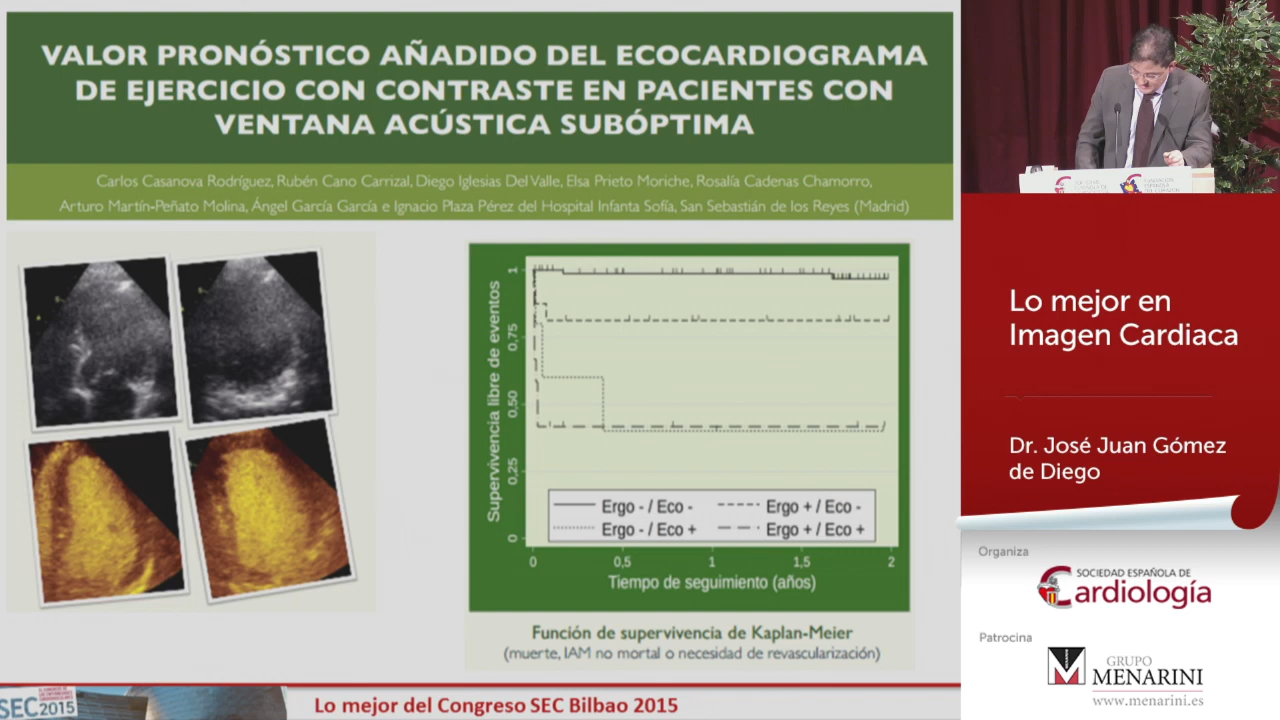 VALOR PRONÓSTICO AÑADIDO DEL ECOCARDIOGRAMA
DE EJERCICIO CON CONTRASTE EN PACIENTES CON
VENTANA ACÚSTICA SUBÓPTIMA
Carlos Casanova Rodríguez, Rubén Cano Carrizal, Diego Iglesias Del Valle, Elsa Prieto Moriche, Rosalía Cadenas Chamorro,
Arturo Martín-Peñato Molina, Ángel García García e Ignacio Plaza Pérez del Hospital Infanta Sofía, San Sebastián de los Reyes (Madrid)
Supervivencia libre de eventos
1
0,75
0,50
0,25
0
Ergo - / Eco -
Ergo + / Eco -
Ergo - / Eco +
Ergo + / Eco +
0 0,5 1 1,5 2
Tiempo de seguimiento (años)
Función de supervivencia de Kaplan-Meier
(muerte, IAM no mortal o necesidad de revascularización)
SEC 2015
Lo mejor del Congreso SEC Bilbao 2015
Lo mejor en
Imagen Cardiaca
Dr. José Juan Gómez
de Diego
Organiza
SOCIEDAD ESPAÑOLA DE
Cardiología
Patrocina
GRUPO
MENARINI
www.menarini.es